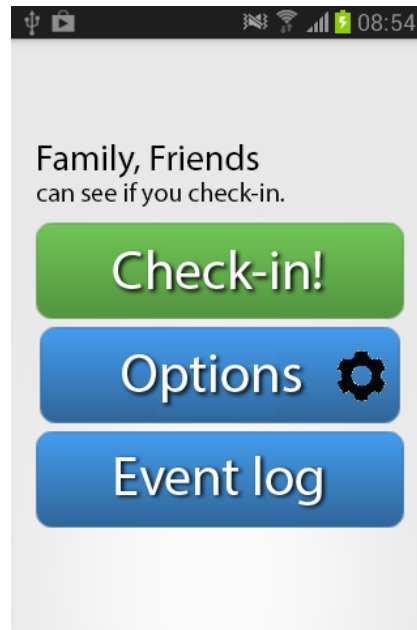 08:54
Family, Friends
can see if you check-in.
Check-in!
Options
Event log